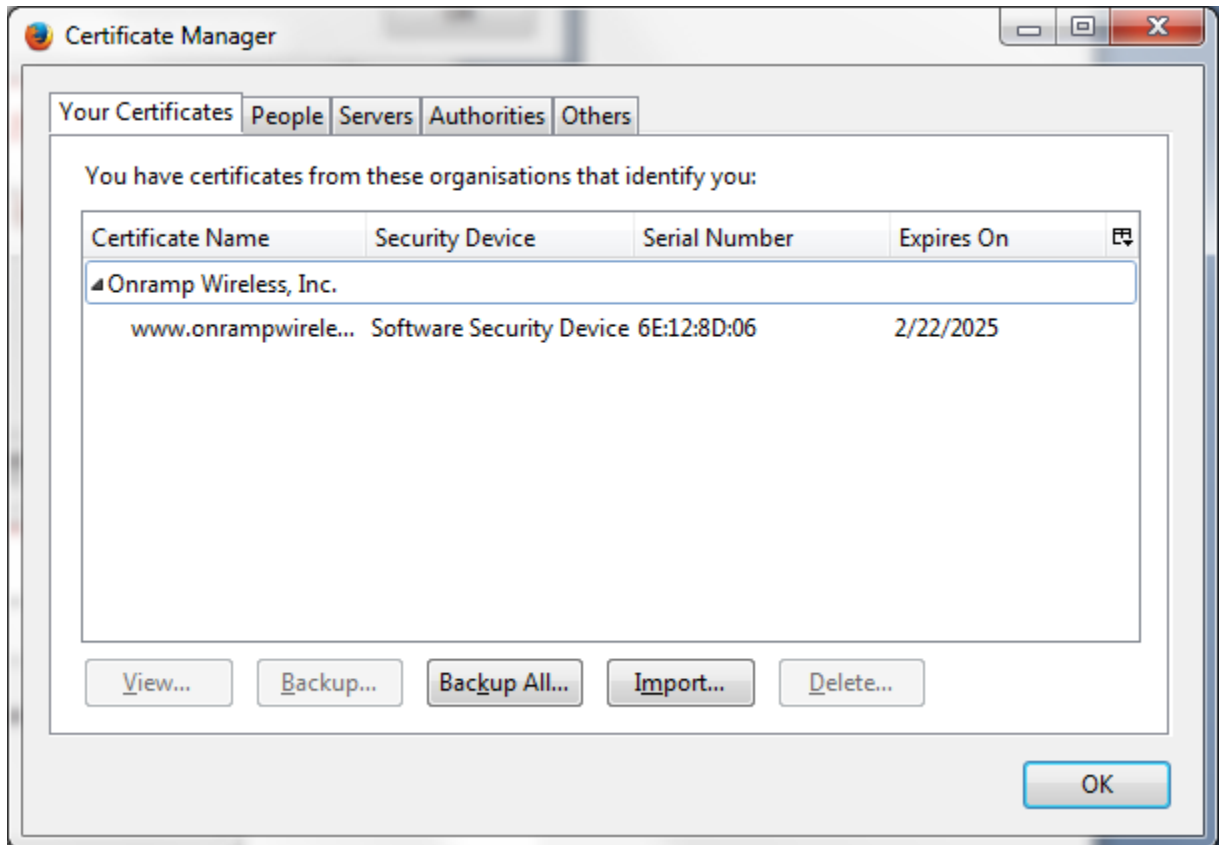 Certificate Manager
Your Certificates People Servers Authorities Others
You have certificates from these organisations that identify you:
Certificate Name Security Device Serial Number Expires On
Onramp Wireless, Inc.
www.onrampwirele... Software Security Device 6E:12:8D:06 2/22/2025
View... Backup... Backup All... Import... Delete...
OK